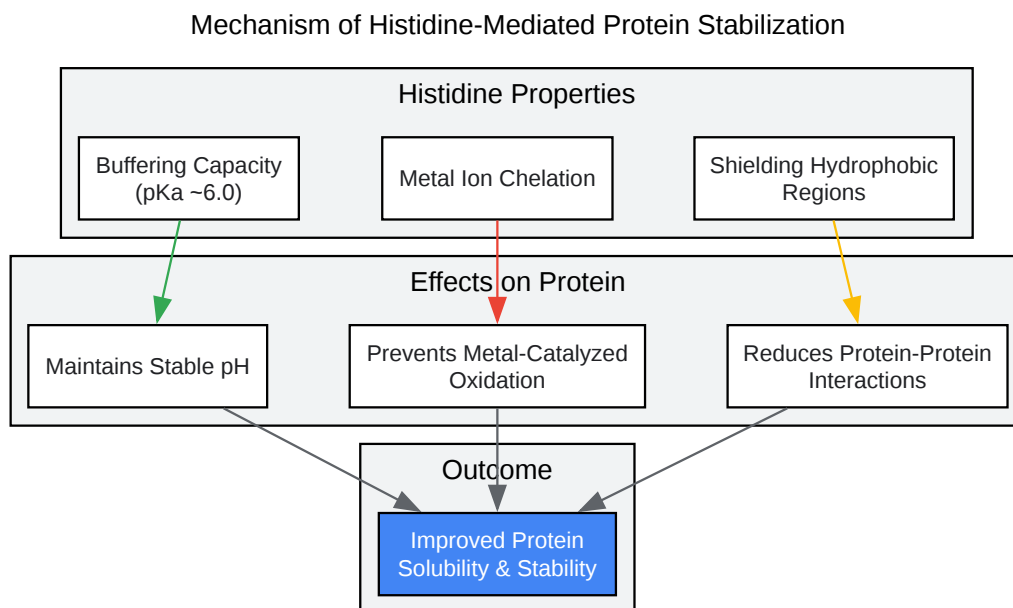 Mechanism of Histidine-Mediated Protein Stabilization
Histidine Properties
Buffering Capacity
(pKa ~6.0)
Metal Ion Chelation
Shielding Hydrophobic
Regions
Effects on Protein
Maintains Stable pH
Prevents Metal-Catalyzed
Oxidation
Reduces Protein-Protein
Interactions
Outcome
Improved Protein
Solubility & Stability